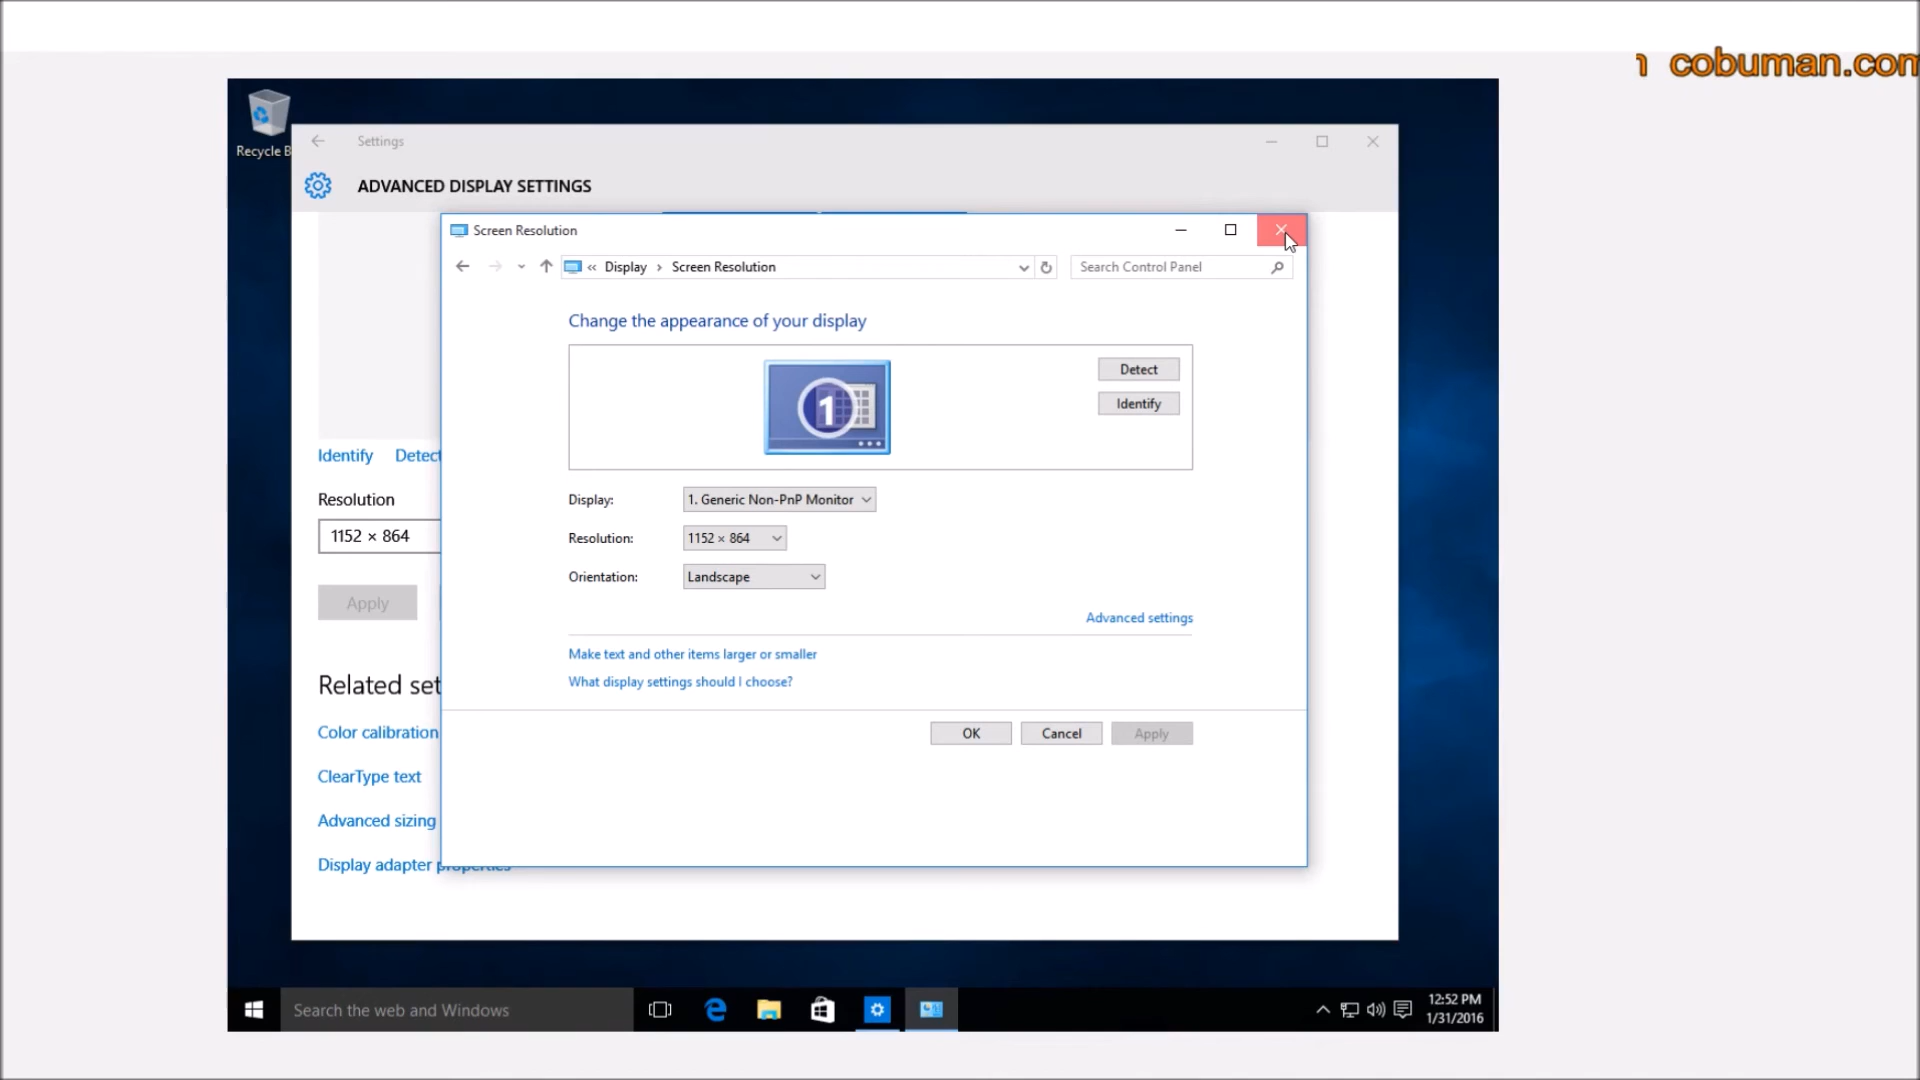 cobuman.com
Recycle B
Settings
ADVANCED DISPLAY SETTINGS
Screen Resolution
« Display › Screen Resolution
Search Control Panel
Change the appearance of your display
1
Detect
Identify
Identify Detect
Resolution
1152 × 864
Apply
Display: 1. Generic Non-PnP Monitor
Resolution: 1152 × 864
Orientation: Landscape
Advanced settings
Make text and other items larger or smaller
What display settings should I choose?
OK Cancel Apply
Related set
Color calibration
ClearType text
Advanced sizing
Display adapter properties
Search the web and Windows
12:52 PM
1/31/2016